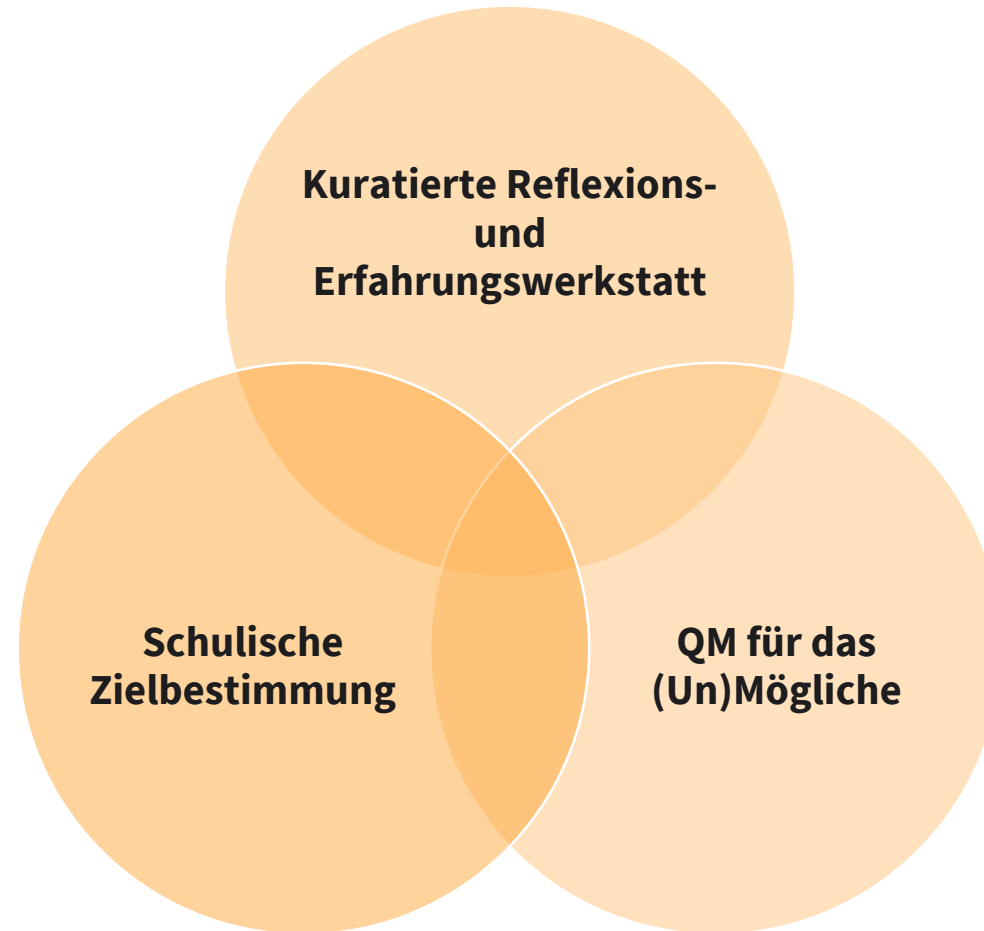 Kuratierte Reflexions-
und
Erfahrungswerkstatt
Schulische
Zielbestimmung
QM für das
(Un)Mögliche